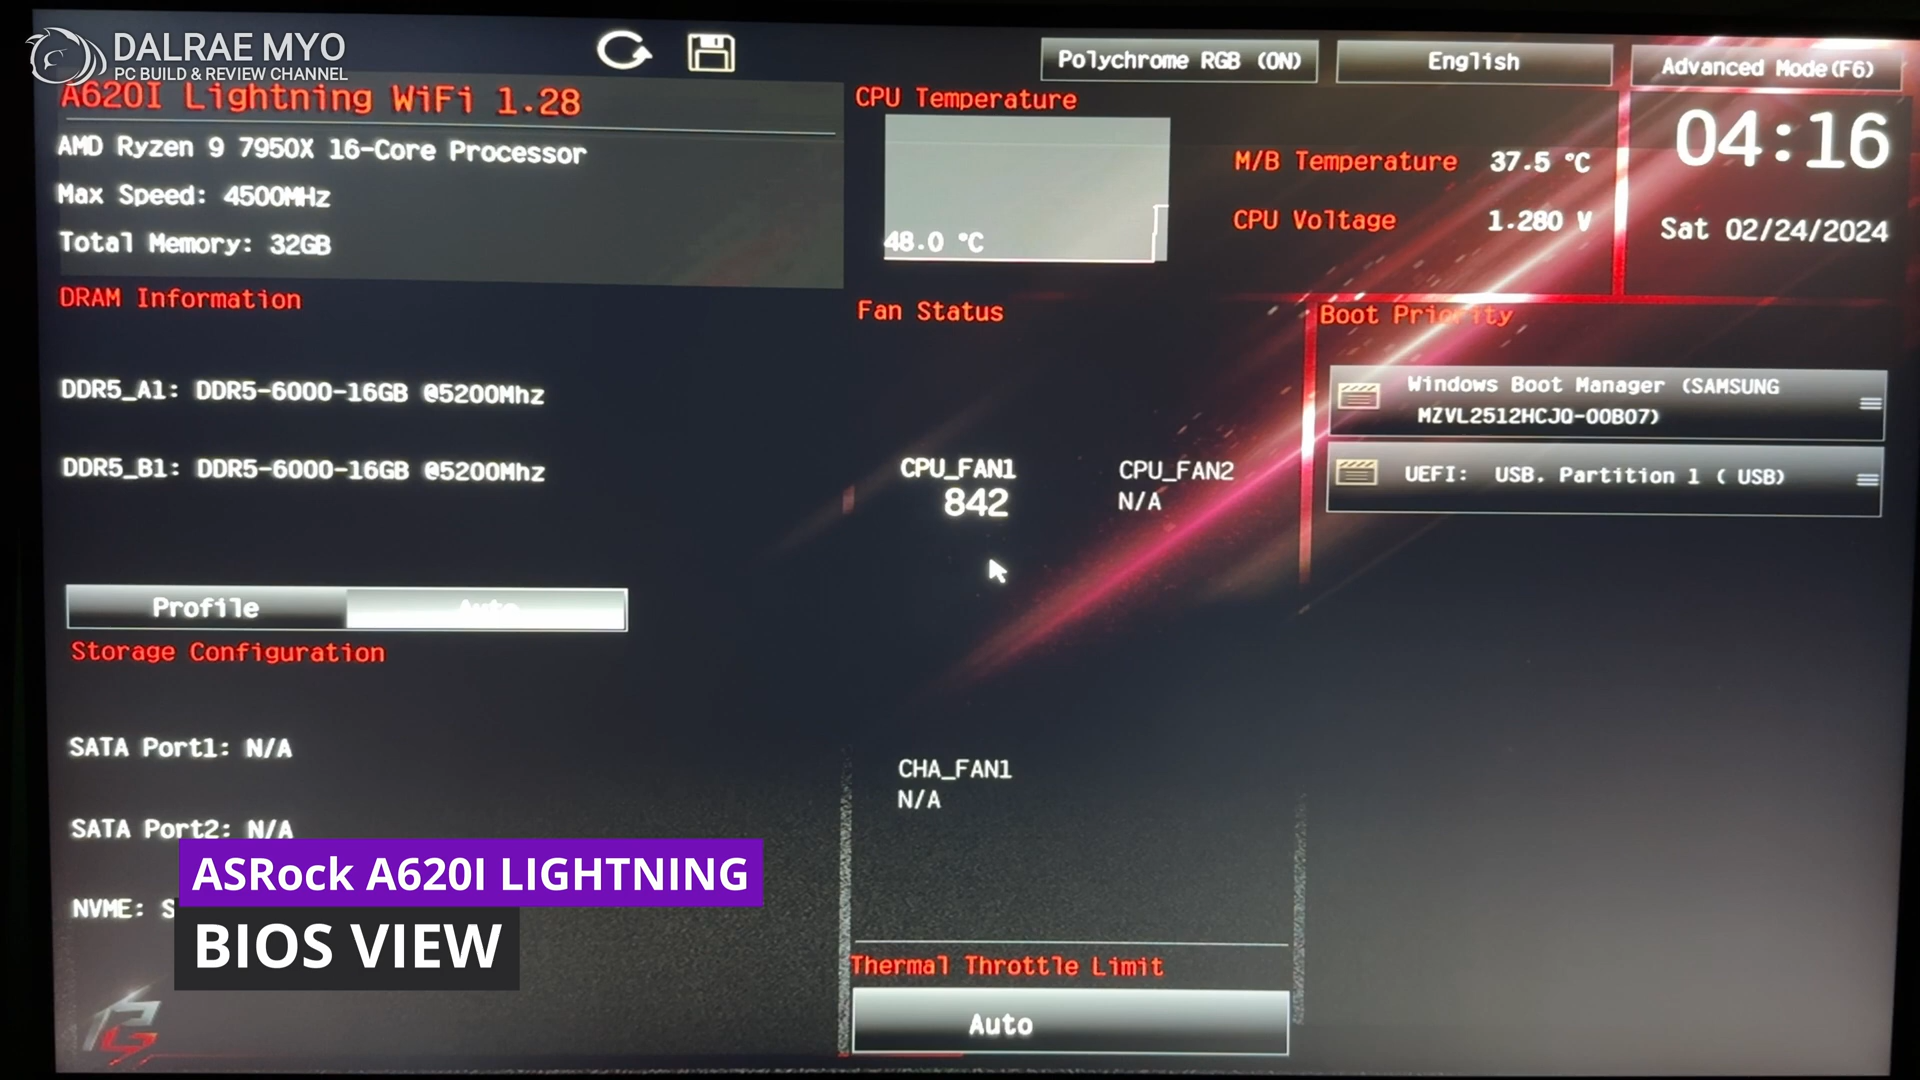 DALRAE MYO
PC BUILD & REVIEW CHANNEL
Polychrome RGB (ON)
English
Advanced Mode(F6)
A620I Lightning WiFi 1.28
AMD Ryzen 9 7950X 16-Core Processor
Max Speed: 4500MHz
Total Memory: 32GB
CPU Temperature
48.0 °C
M/B Temperature 37.5 °C
CPU Voltage 1.280 V
04:16
Sat 02/24/2024
DRAM Information
DDR5_A1: DDR5-6000-16GB @5200Mhz
DDR5_B1: DDR5-6000-16GB @5200Mhz
Profile
Auto
Fan Status
CPU_FAN1
842
CPU_FAN2
N/A
CHA_FAN1
N/A
Boot Priority
Windows Boot Manager (SAMSUNG
MZVL2512HCJQ-00B07)
UEFI: USB, Partition 1 ( USB)
Storage Configuration
SATA Port1: N/A
SATA Port2: N/A
NVME: S
ASRock A620I LIGHTNING
BIOS VIEW
Thermal Throttle Limit
Auto